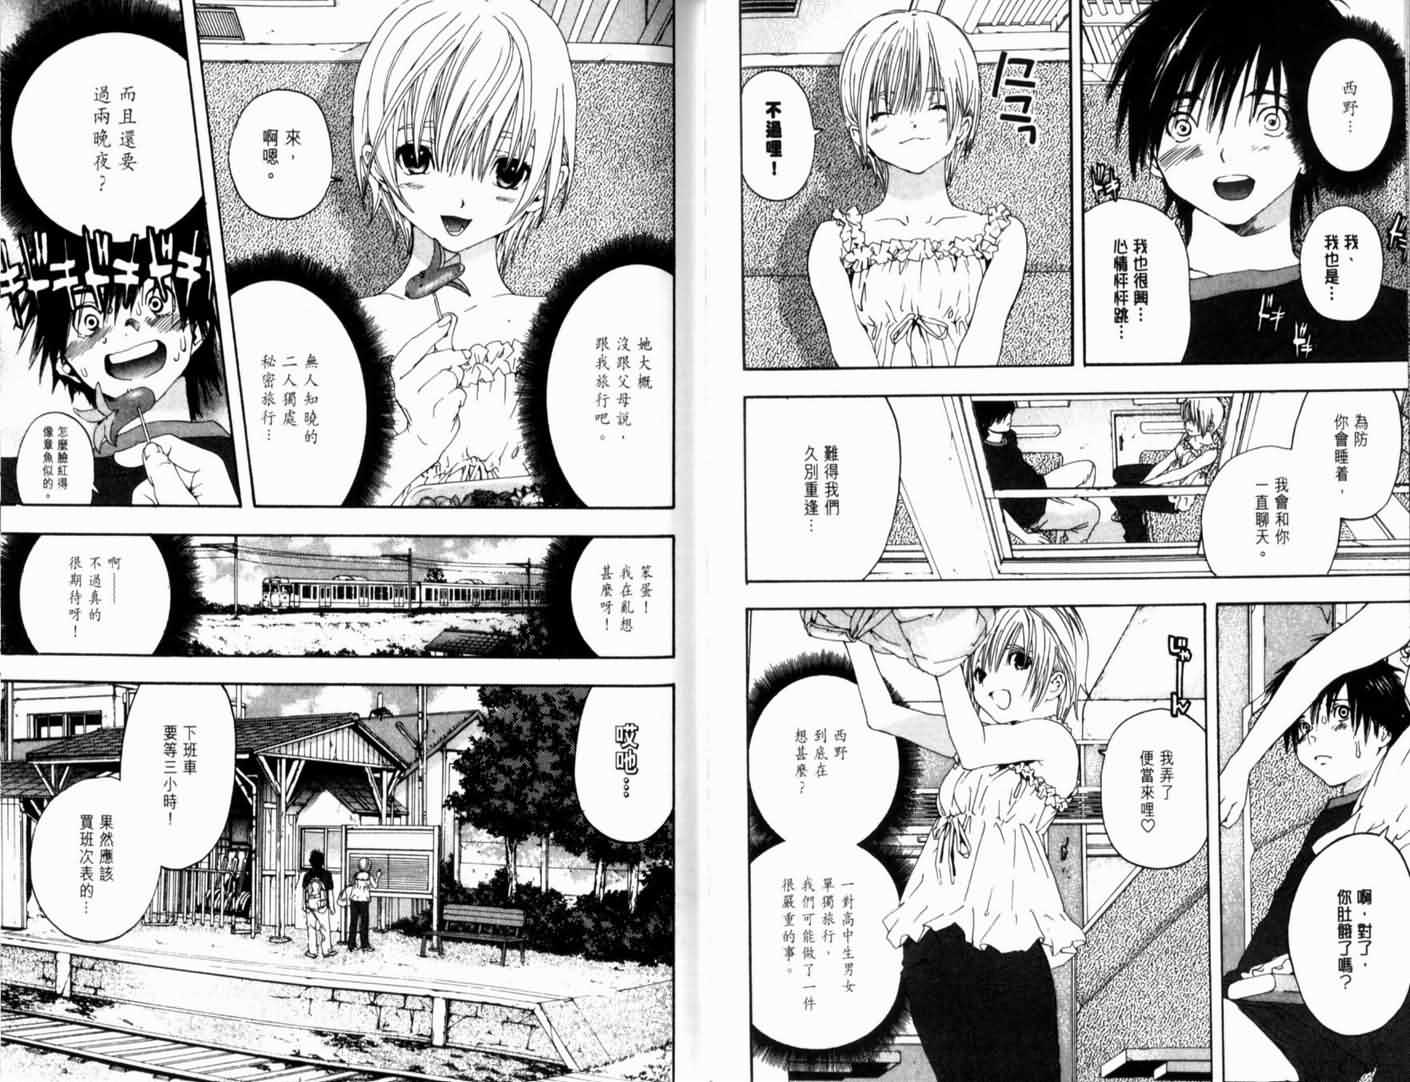 西野…
我、
我也是…
我也很興…
心情怦怦跳…
ドキ
ドキ
ドキ
ニコッ
不過哩！
為防
你會睡着，
我會和你
一直聊天。
難得我們
久別重逢…
啊，對了，
你肚餓了嗎？
じゃーん
我弄了
便當來哩♡
西野
到底在
想甚麼？
一對高中生男女
單獨旅行，
我們可能做了一件
很嚴重的事。
來，
啊嗯。
她大概
沒跟父母說，
跟我旅行吧。
無人知曉的
二人獨處
秘密旅行…
而且還要
過兩晚夜？
ドキドキドキドキ
怎麼臉紅得
像章魚似的。
笨蛋！
我在亂想
甚麼呀！
啊——
不過真的
很期待呀！
哎吔…
下班車
要等三小時！
果然應該
買班次表的…